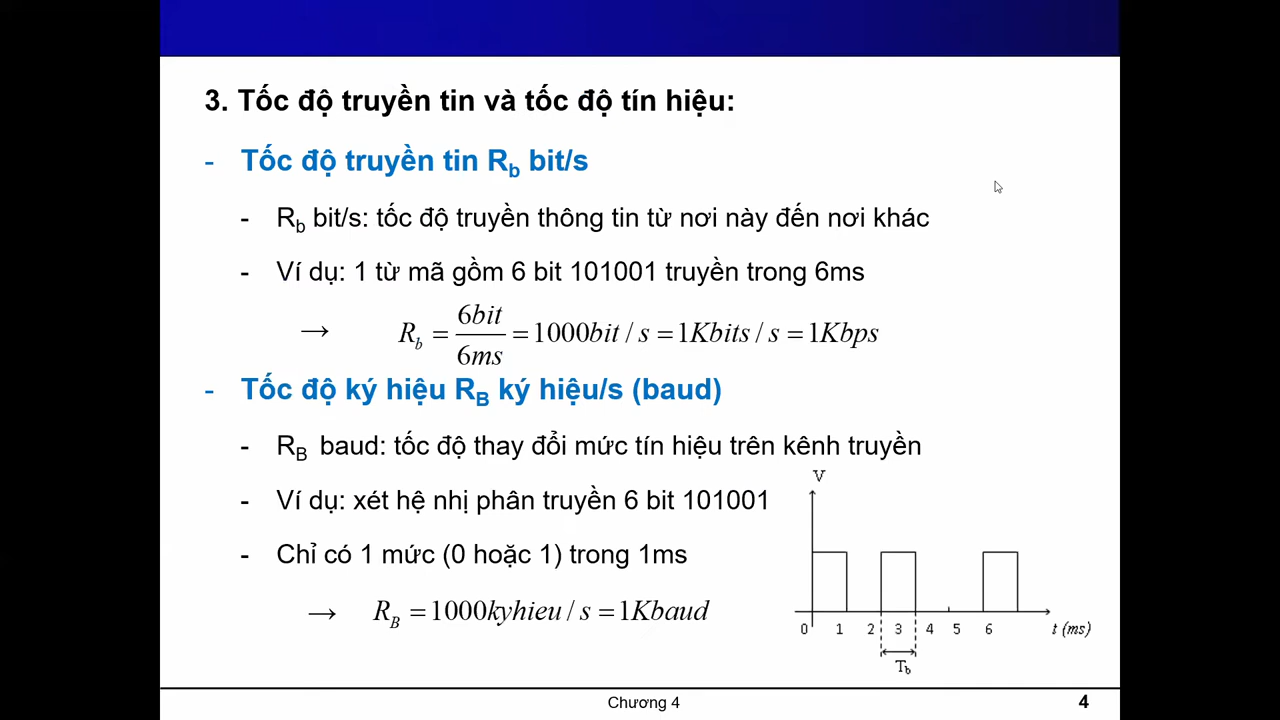 3. Tốc độ truyền tin và tốc độ tín hiệu:
- Tốc độ truyền tin R_b bit/s
- R_b bit/s: tốc độ truyền thông tin từ nơi này đến nơi khác
- Ví dụ: 1 từ mã gồm 6 bit 101001 truyền trong 6ms
→ R_b = 6bit / 6ms = 1000bit / s = 1Kbits / s = 1Kbps
- Tốc độ ký hiệu R_B ký hiệu/s (baud)
- R_B baud: tốc độ thay đổi mức tín hiệu trên kênh truyền
- Ví dụ: xét hệ nhị phân truyền 6 bit 101001
- Chỉ có 1 mức (0 hoặc 1) trong 1ms
→ R_B = 1000kyhieu / s = 1Kbaud
V
0 1 2 3 4 5 6 t (ms)
T_b
Chương 4
4